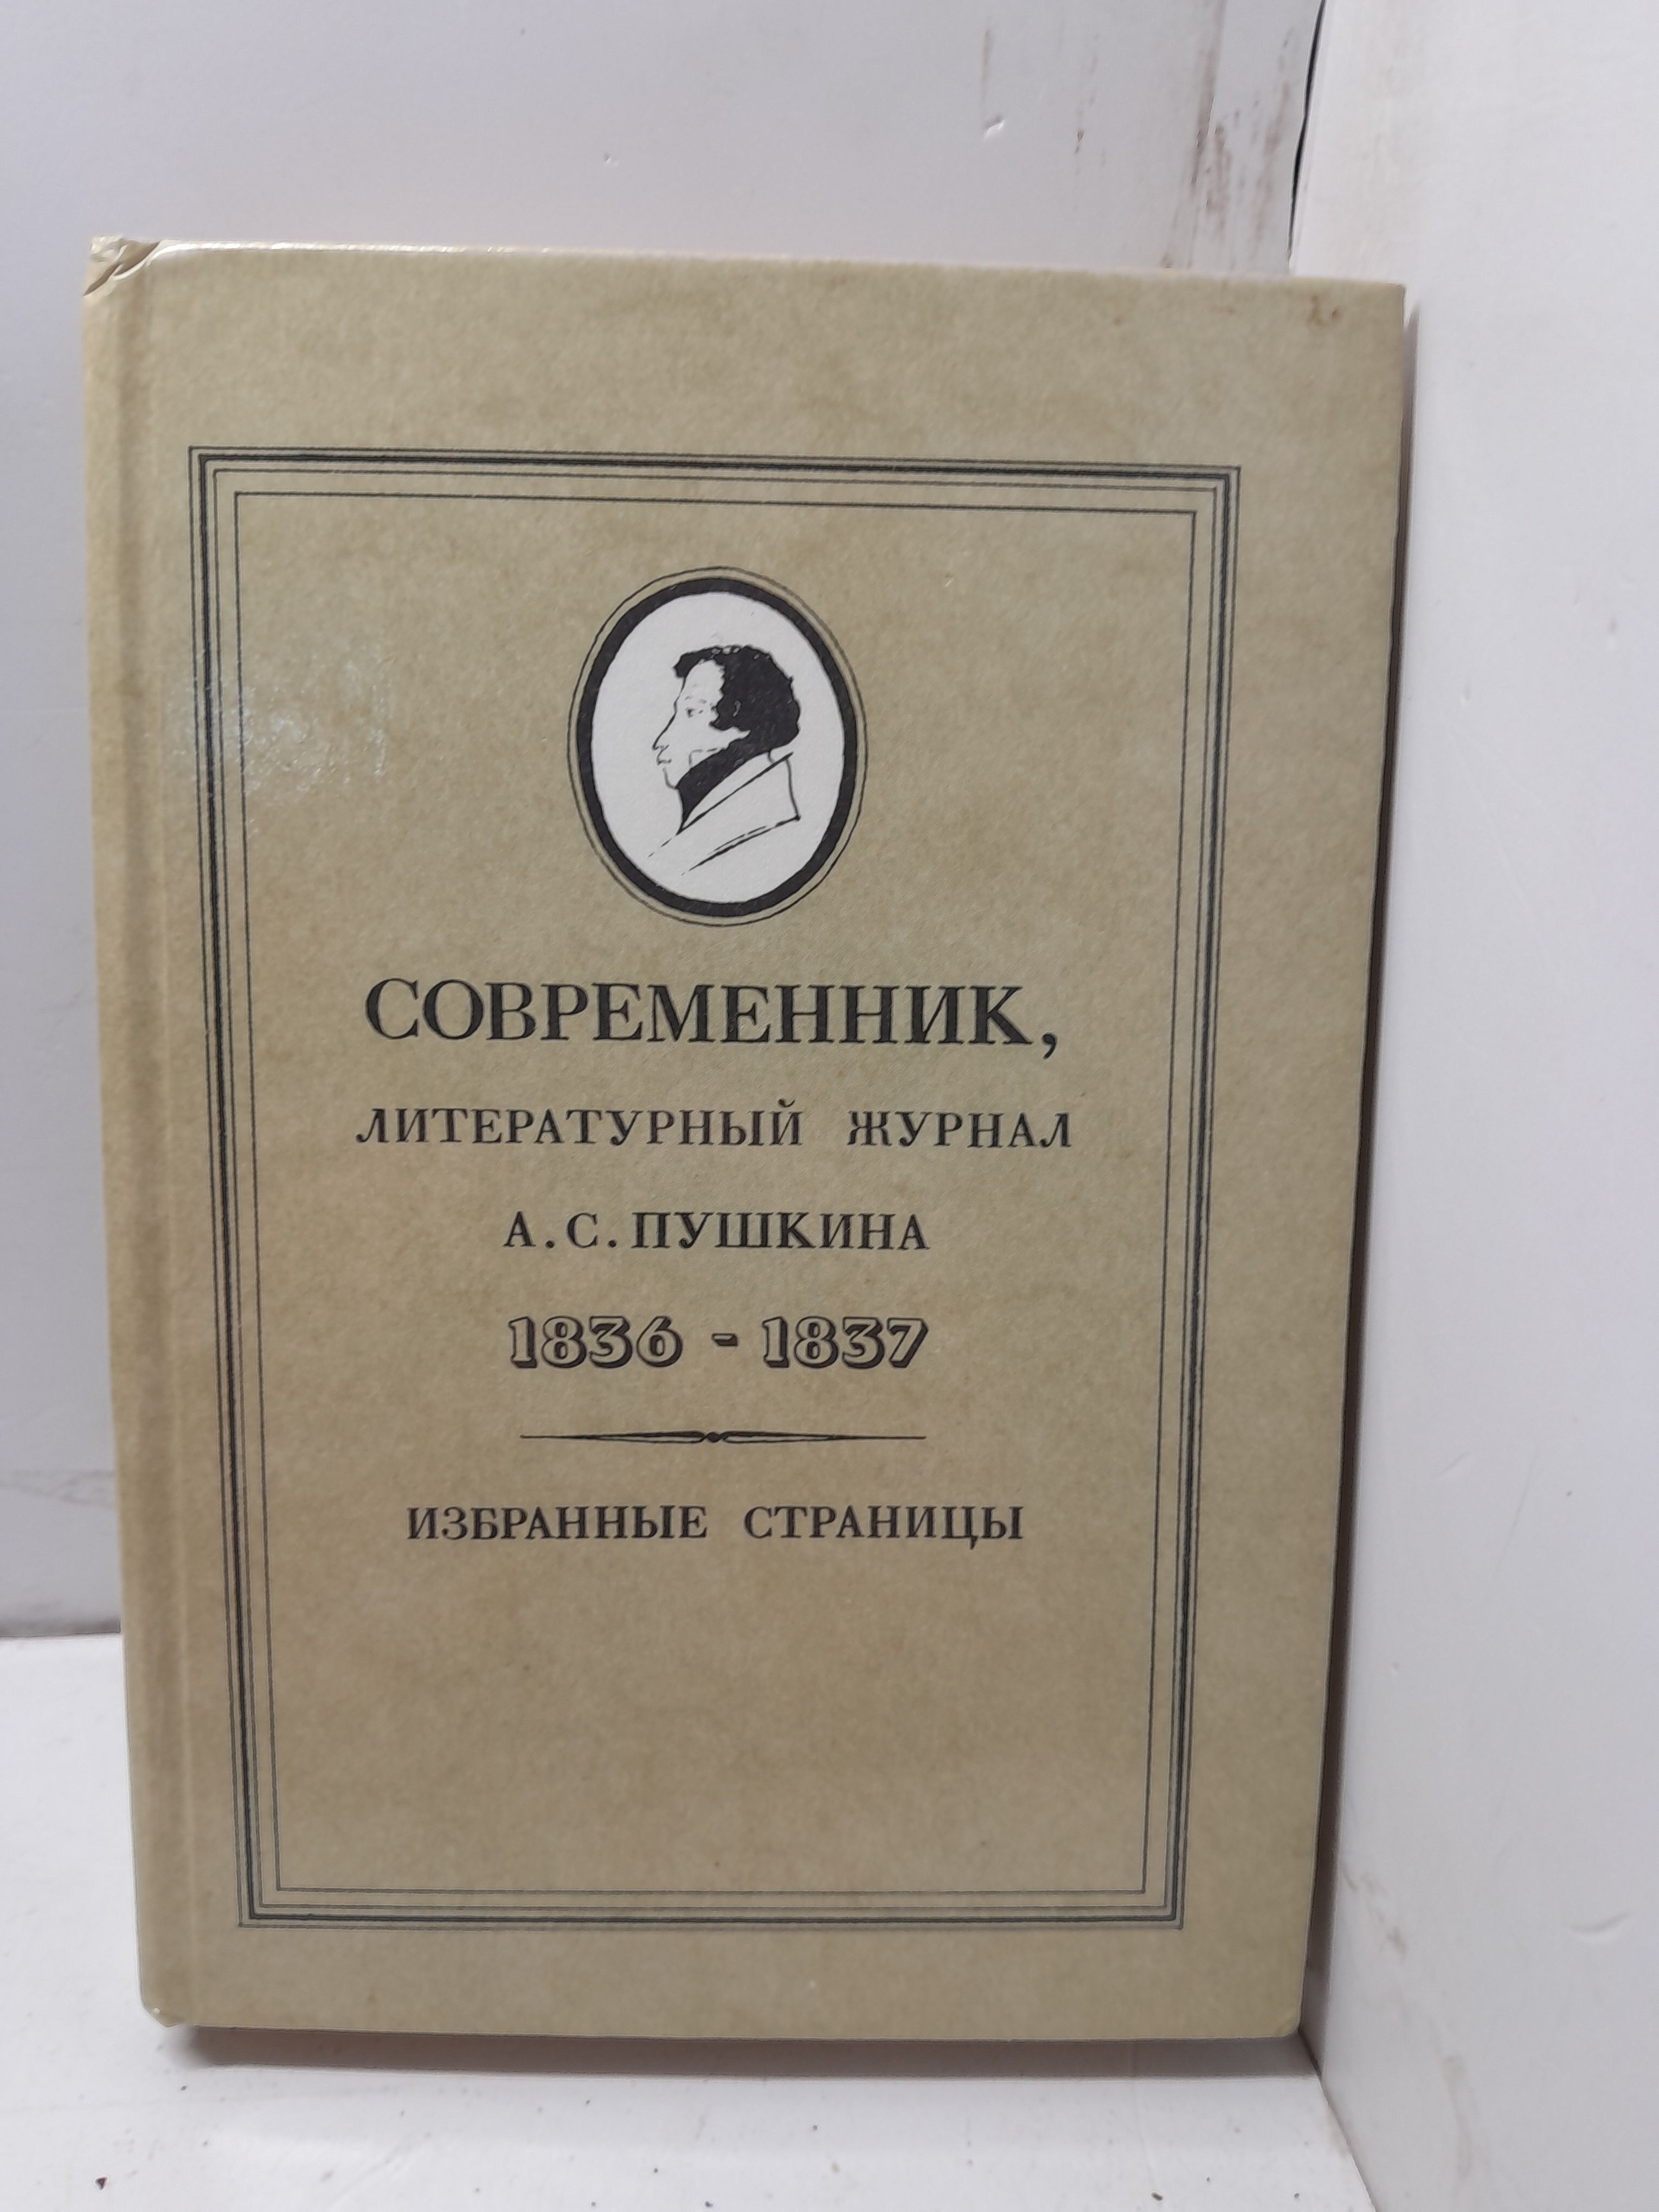 СОВРЕМЕННИК,
ЛИТЕРАТУРНЫЙ ЖУРНАЛ
А.С.ПУШКИНА
1836 - 1837
ИЗБРАННЫЕ СТРАНИЦЫ